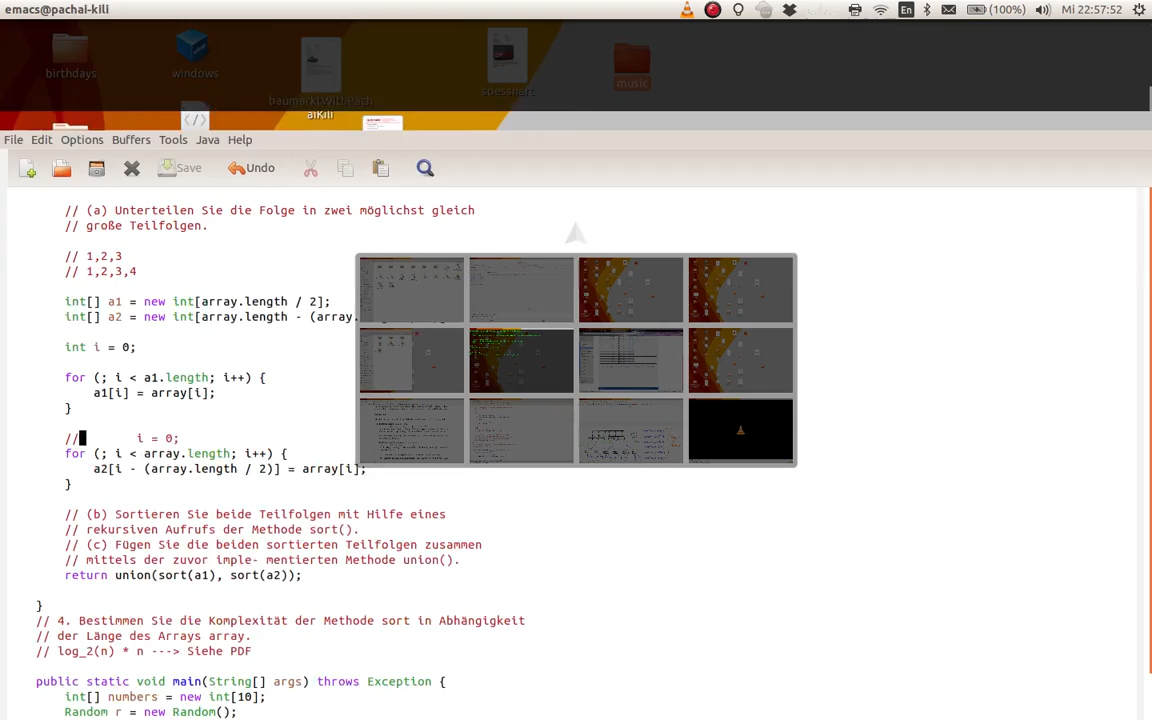 emacs@pachai-kili
En
(100%)
Mi 22:57:52
birthdays
windows
baumarktWithPach
aiKili
spesshart
music
File Edit Options Buffers Tools Java Help
Save
Undo
// (a) Unterteilen Sie die Folge in zwei möglichst gleich
// große Teilfolgen.
// 1,2,3
// 1,2,3,4
int[] a1 = new int[array.length / 2];
int[] a2 = new int[array.length - (array.
int i = 0;
for (; i < a1.length; i++) {
a1[i] = array[i];
}
// i = 0;
for (; i < array.length; i++) {
a2[i - (array.length / 2)] = array[i];
}
// (b) Sortieren Sie beide Teilfolgen mit Hilfe eines
// rekursiven Aufrufs der Methode sort().
// (c) Fügen Sie die beiden sortierten Teilfolgen zusammen
// mittels der zuvor imple- mentierten Methode union().
return union(sort(a1), sort(a2));
}
// 4. Bestimmen Sie die Komplexität der Methode sort in Abhängigkeit
// der Länge des Arrays array.
// log_2(n) * n ---> Siehe PDF
public static void main(String[] args) throws Exception {
int[] numbers = new int[10];
Random r = new Random();